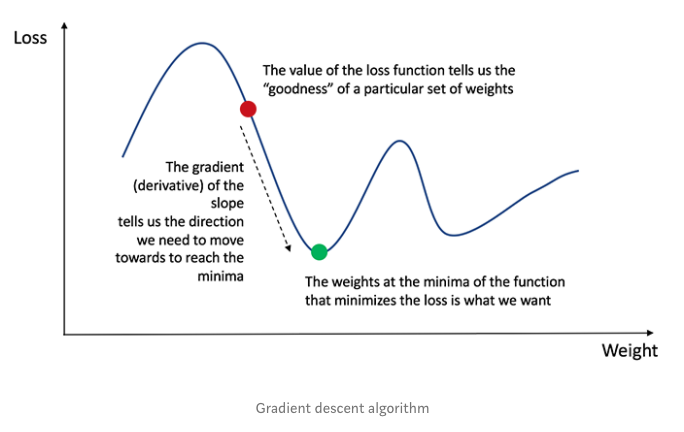 Loss
The value of the loss function tells us the
“goodness” of a particular set of weights
The gradient
(derivative) of the
slope
tells us the direction
we need to move
towards to reach the
minima
The weights at the minima of the function
that minimizes the loss is what we want
Weight
Gradient descent algorithm